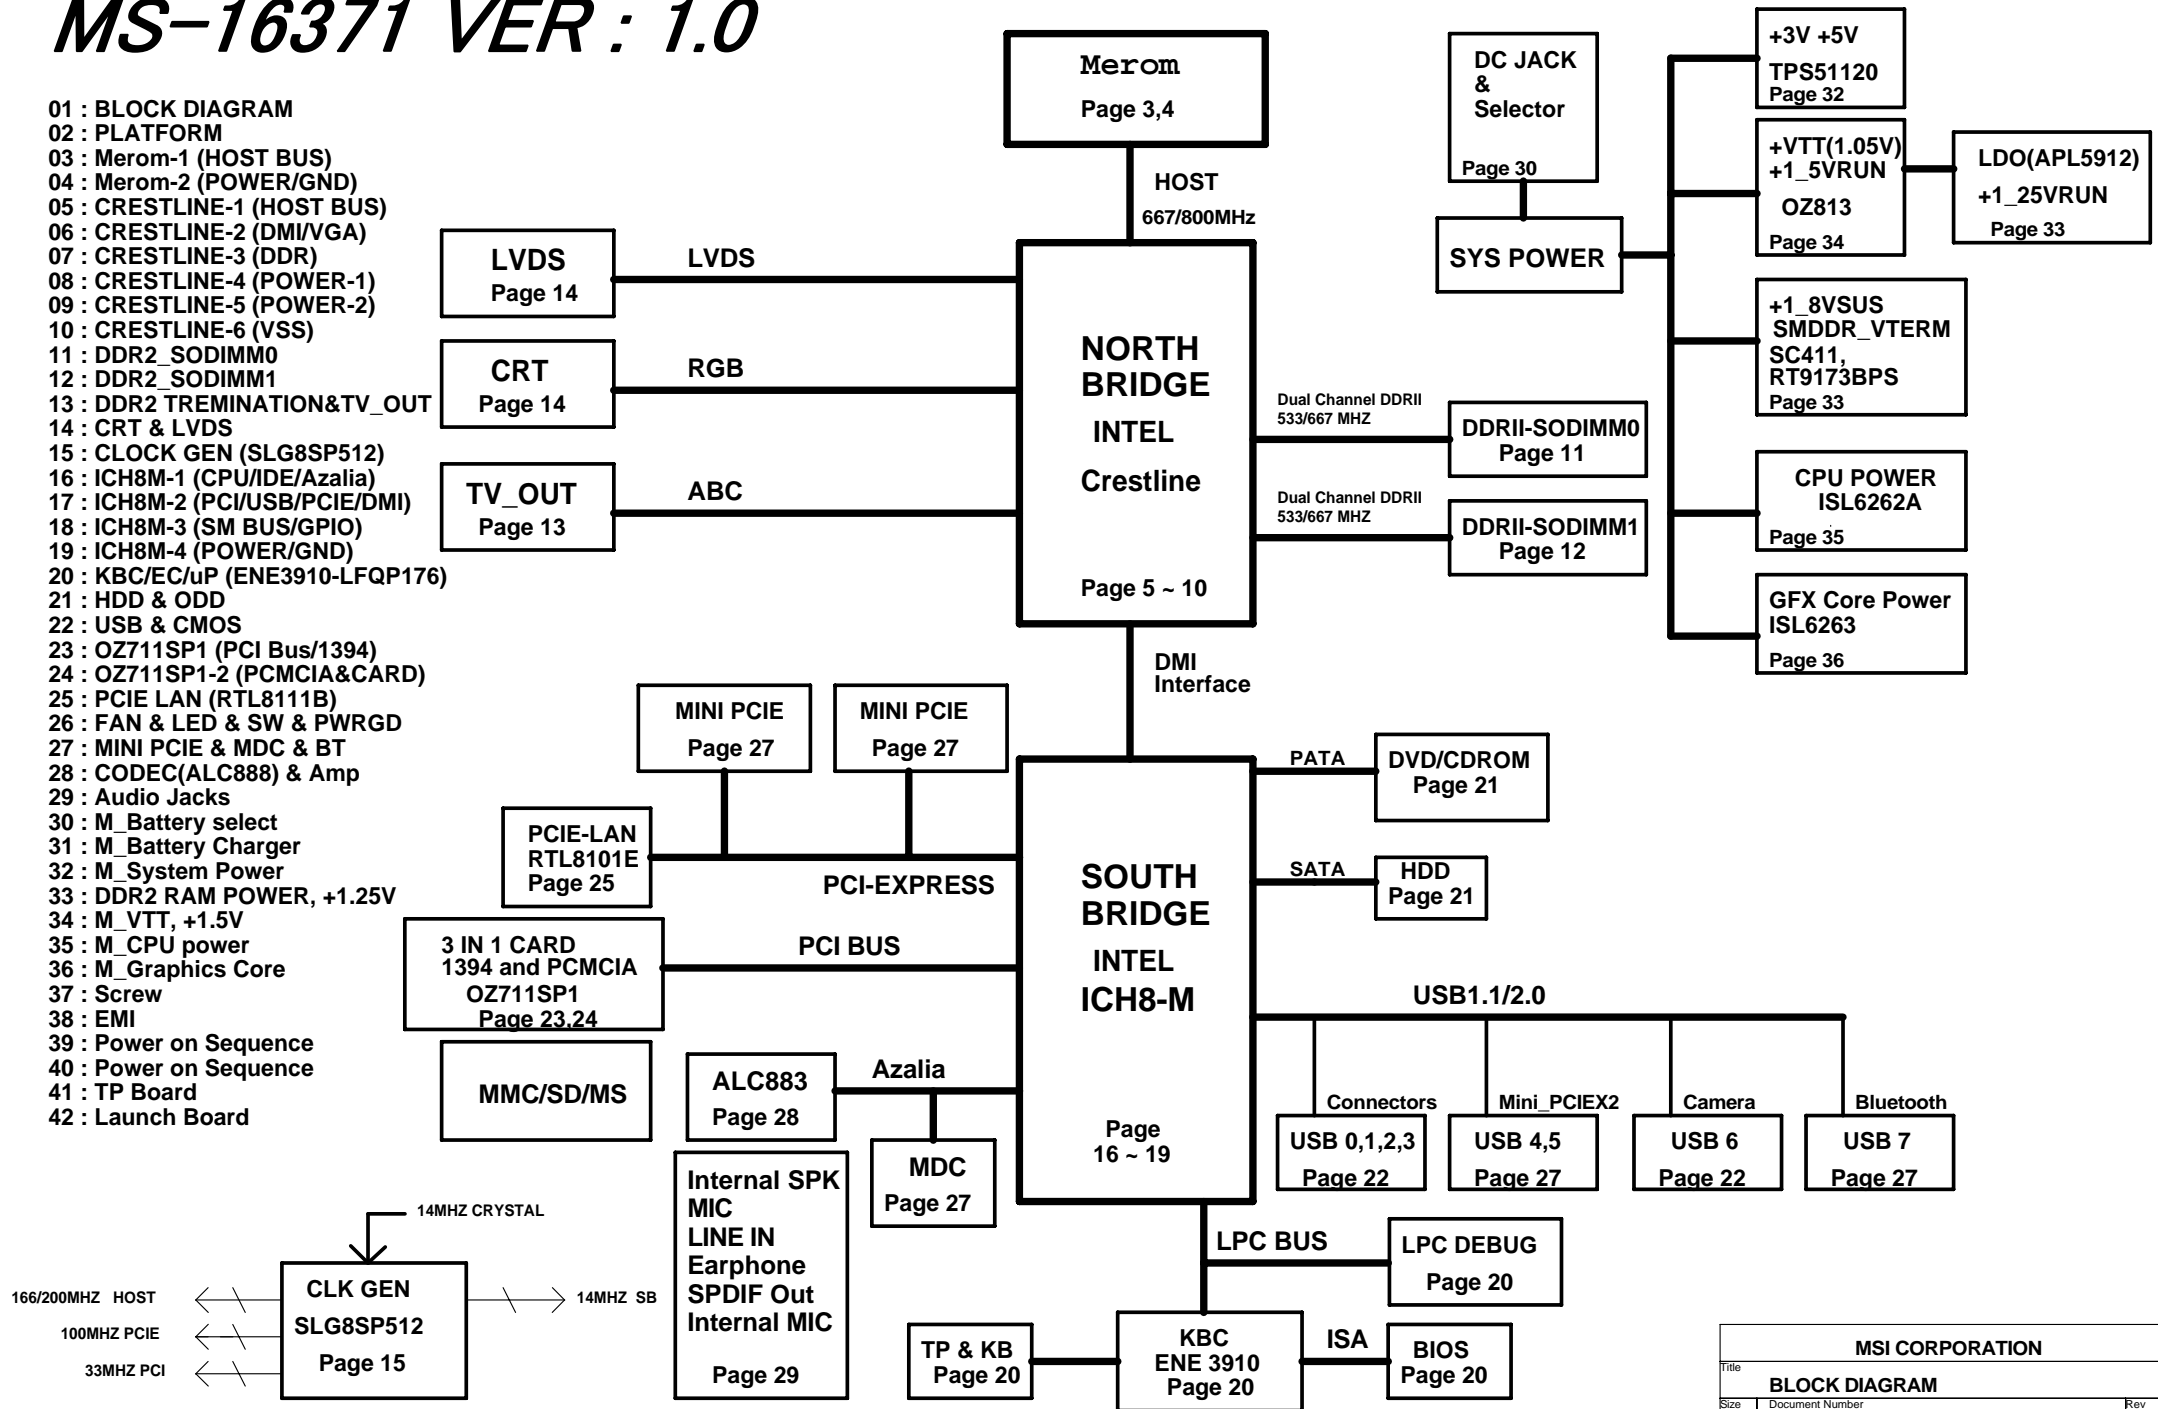 MS-16371 VER : 1.0
01 : BLOCK DIAGRAM
02 : PLATFORM
03 : Merom-1 (HOST BUS)
04 : Merom-2 (POWER/GND)
05 : CRESTLINE-1 (HOST BUS)
06 : CRESTLINE-2 (DMI/VGA)
07 : CRESTLINE-3 (DDR)
08 : CRESTLINE-4 (POWER-1)
09 : CRESTLINE-5 (POWER-2)
10 : CRESTLINE-6 (VSS)
11 : DDR2_SODIMM0
12 : DDR2_SODIMM1
13 : DDR2 TREMINATION&TV_OUT
14 : CRT & LVDS
15 : CLOCK GEN (SLG8SP512)
16 : ICH8M-1 (CPU/IDE/Azalia)
17 : ICH8M-2 (PCI/USB/PCIE/DMI)
18 : ICH8M-3 (SM BUS/GPIO)
19 : ICH8M-4 (POWER/GND)
20 : KBC/EC/uP (ENE3910-LFQP176)
21 : HDD & ODD
22 : USB & CMOS
23 : OZ711SP1 (PCI Bus/1394)
24 : OZ711SP1-2 (PCMCIA&CARD)
25 : PCIE LAN (RTL8111B)
26 : FAN & LED & SW & PWRGD
27 : MINI PCIE & MDC & BT
28 : CODEC(ALC888) & Amp
29 : Audio Jacks
30 : M_Battery select
31 : M_Battery Charger
32 : M_System Power
33 : DDR2 RAM POWER, +1.25V
34 : M_VTT, +1.5V
35 : M_CPU power
36 : M_Graphics Core
37 : Screw
38 : EMI
39 : Power on Sequence
40 : Power on Sequence
41 : TP Board
42 : Launch Board
Merom
Page 3,4
HOST
667/800MHz
LVDS
Page 14
LVDS
CRT
Page 14
RGB
TV_OUT
Page 13
ABC
NORTH
BRIDGE
INTEL
Crestline
Page 5 ~ 10
Dual Channel DDRII
533/667 MHZ
DDRII-SODIMM0
Page 11
Dual Channel DDRII
533/667 MHZ
DDRII-SODIMM1
Page 12
DC JACK
&
Selector
Page 30
SYS POWER
+3V +5V
TPS51120
Page 32
+VTT(1.05V)
+1_5VRUN
OZ813
Page 34
LDO(APL5912)
+1_25VRUN
Page 33
+1_8VSUS
SMDDR_VTERM
SC411,
RT9173BPS
Page 33
CPU POWER
ISL6262A
Page 35
GFX Core Power
ISL6263
Page 36
DMI
Interface
MINI PCIE
Page 27
MINI PCIE
Page 27
PCIE-LAN
RTL8101E
Page 25
PCI-EXPRESS
3 IN 1 CARD
1394 and PCMCIA
OZ711SP1
Page 23,24
PCI BUS
MMC/SD/MS
ALC883
Page 28
Azalia
MDC
Page 27
Internal SPK
MIC
LINE IN
Earphone
SPDIF Out
Internal MIC
Page 29
SOUTH
BRIDGE
INTEL
ICH8-M
Page
16 ~ 19
PATA
DVD/CDROM
Page 21
SATA
HDD
Page 21
USB1.1/2.0
Connectors
USB 0,1,2,3
Page 22
Mini_PCIEX2
USB 4,5
Page 27
Camera
USB 6
Page 22
Bluetooth
USB 7
Page 27
LPC BUS
LPC DEBUG
Page 20
TP & KB
Page 20
KBC
ENE 3910
Page 20
ISA
BIOS
Page 20
14MHZ CRYSTAL
CLK GEN
SLG8SP512
Page 15
166/200MHZ HOST
100MHZ PCIE
33MHZ PCI
14MHZ SB
MSI CORPORATION
Title
BLOCK DIAGRAM
Size Document Number Rev